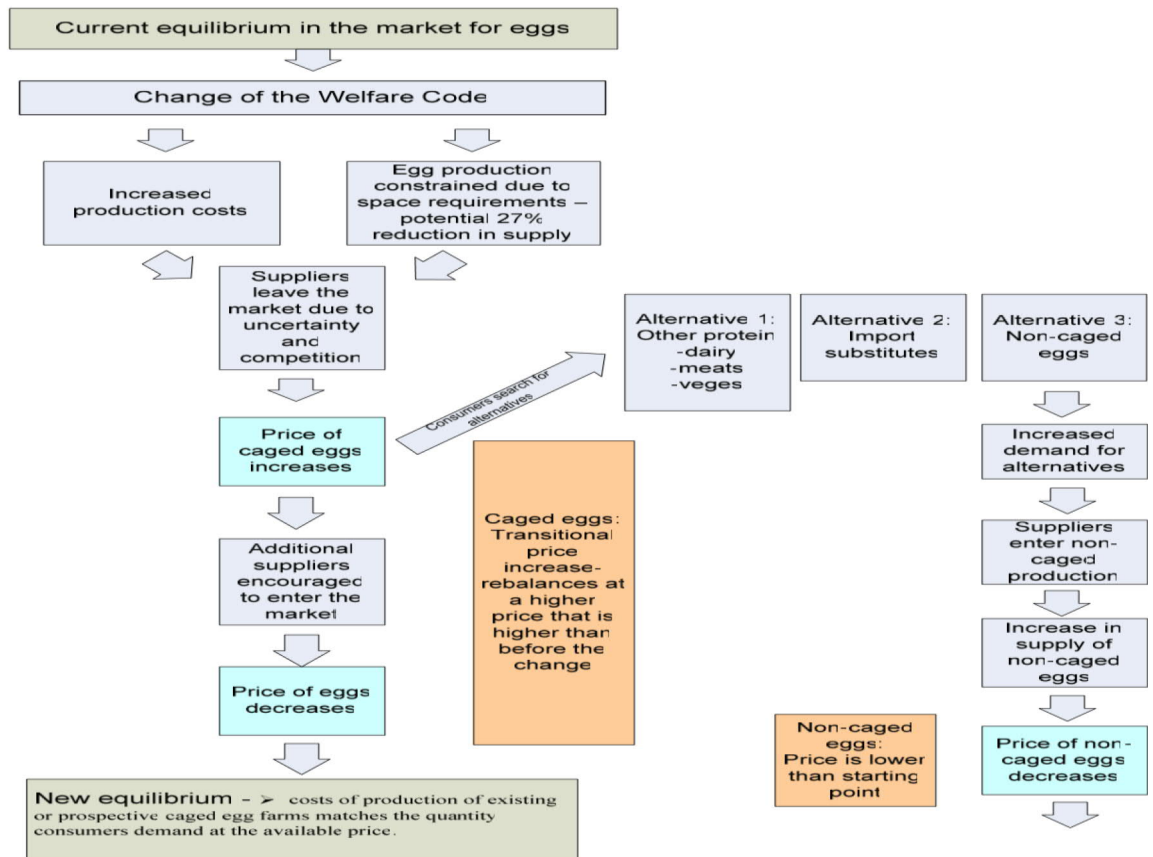 Current equilibrium in the market for eggs
Change of the Welfare Code
Increased
production costs
Egg production
constrained due to
space requirements –
potential 27%
reduction in supply
Suppliers
leave the
market due to
uncertainty
and
competition
Price of
caged eggs
increases
Consumers search for
alternatives
Alternative 1:
Other protein
-dairy
-meats
-veges
Alternative 2:
Import
substitutes
Alternative 3:
Non-caged
eggs
Increased
demand for
alternatives
Suppliers
enter non-
caged
production
Increase in
supply of
non-caged
eggs
Price of non-
caged eggs
decreases
Additional
suppliers
encouraged
to enter the
market
Caged eggs:
Transitional
price
increase-
rebalances at
a higher
price that is
higher than
before the
change
Price of eggs
decreases
Non-caged
eggs:
Price is lower
than starting
point
New equilibrium - ➢ costs of production of existing
or prospective caged egg farms matches the quantity
consumers demand at the available price.